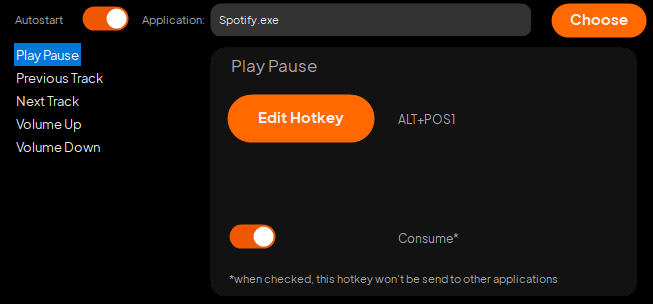 Autostart
Application:
Spotify.exe
Choose
Play Pause
Previous Track
Next Track
Volume Up
Volume Down
Play Pause
Edit Hotkey
ALT+POS1
Consume*
*when checked, this hotkey won't be send to other applications